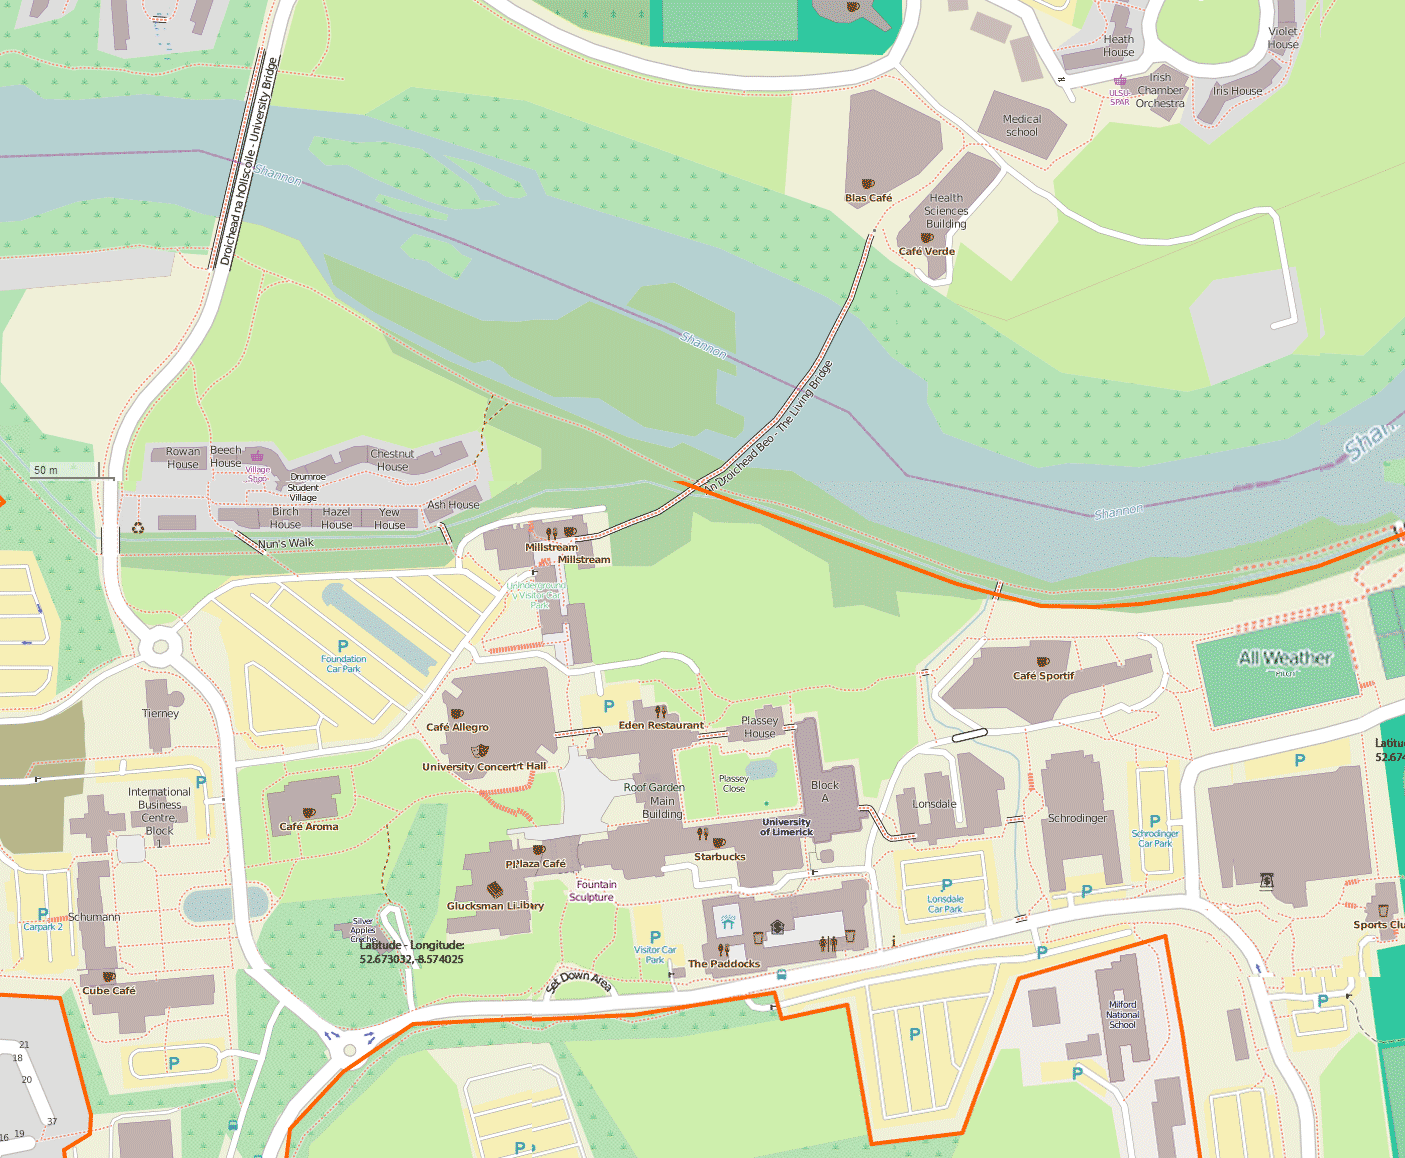 Heath
House
Violet
House
ULSU
SPAR
Irish
Chamber
Orchestra
Iris House
Medical
school
Droichead na hOllscoile - University Bridge
Shannon
Blas Café
Health
Sciences
Building
Café Verde
Shannon
An Droichead Beo - The Living Bridge
Shannon
Shan
50 m
Rowan
House
Beech
House
Village
Shop
Chestnut
House
Drumroe
Student
Village
Ash House
Birch
House
Hazel
House
Yew
House
Nun's Walk
Millstream
Millstream
Underground
Visitor Car
Park
P
Foundation
Car Park
Café Sportif
All Weather
Pitch
Tierney
Café Allegro
P
Eden Restaurant
Plassey
House
University Concert Hall
Latitu
52.674
P
P
International
Business
Centre,
Block
1
Café Aroma
Roof Garden
Main
Building
Plassey
Close
Block
A
University
of Limerick
Lonsdale
Schrodinger
P
Schrodinger
Car Park
Plaza Café
Starbucks
Glucksman Library
Fountain
Sculpture
P
Lonsdale
Car Park
P
P
Carpark 2
Schumann
Silver
Apples
Creche
Latitude - Longitude:
52.673032,-8.574025
P
Visitor Car
Park
The Paddocks
i
P
Sports Clu
Cube Café
Set Down Area
P
P
Milford
National
School
P
P
P
21
18
20
37
19
16
P